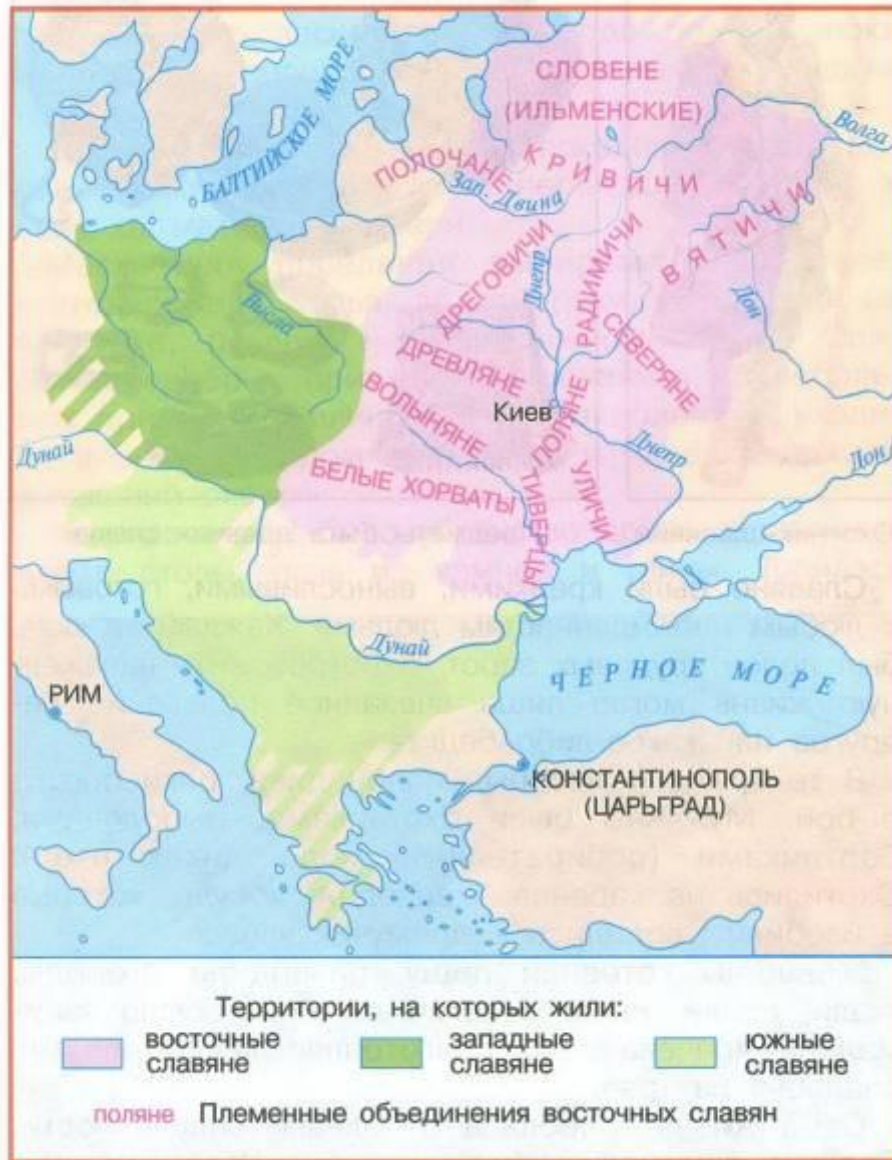 СЛОВЕНЕ
(ИЛЬМЕНСКИЕ)
Волга
БАЛТИЙСКОЕ МОРЕ
КРИВИЧИ
ПОЛОЧАНЕ
Зап. Двина
ВЯТИЧИ
РАДИМИЧИ
ДРЕГОВИЧИ
Днепр
Дон
Висла
СЕВЕРЯНЕ
ДРЕВЛЯНЕ
Киев
ВОЛЫНЯНЕ
ПОЛЯНЕ
Дунай
Днепр
Дон
БЕЛЫЕ ХОРВАТЫ
УЛИЧИ
ТИВЕРЦЫ
Дунай
ЧЕРНОЕ МОРЕ
РИМ
КОНСТАНТИНОПОЛЬ
(ЦАРЬГРАД)
Территории, на которых жили:
восточные славяне
западные славяне
южные славяне
поляне Племенные объединения восточных славян